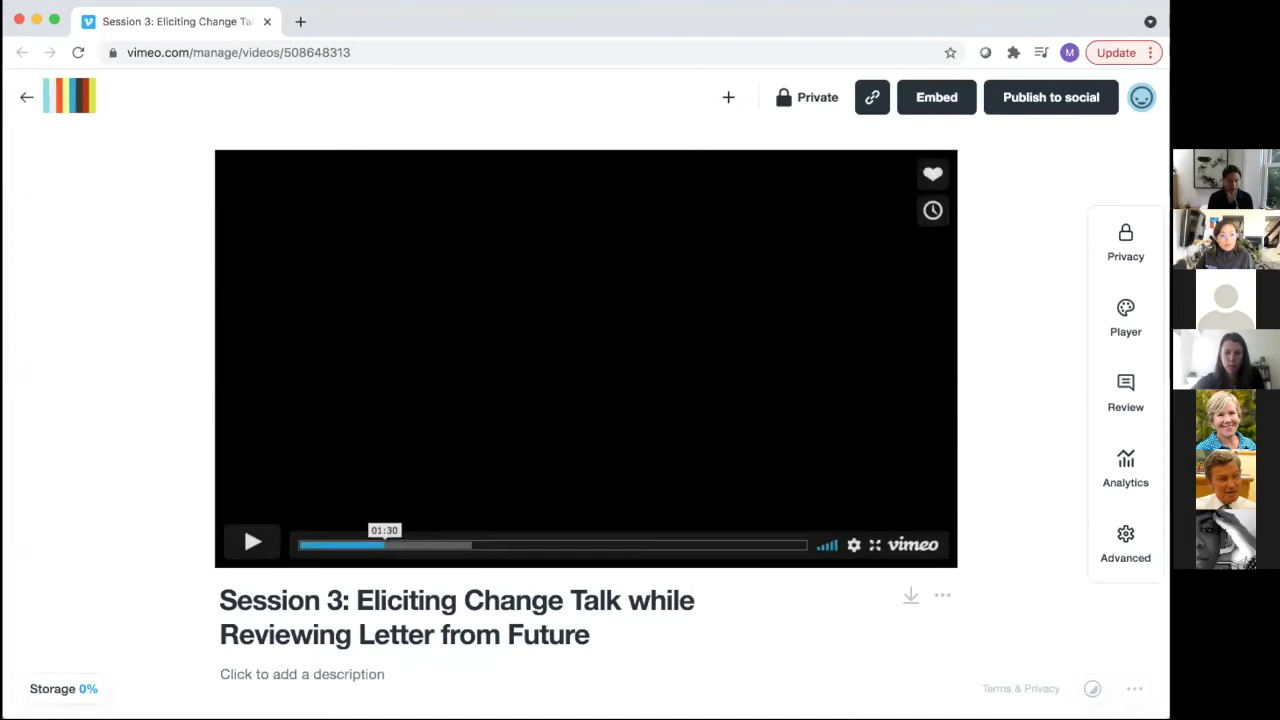 Session 3: Eliciting Change Tal
vimeo.com/manage/videos/508648313
M
Update
Private
Embed
Publish to social
Privacy
Player
Review
Analytics
Advanced
01:30
vimeo
Session 3: Eliciting Change Talk while
Reviewing Letter from Future
Click to add a description
Storage 0%
Terms & Privacy